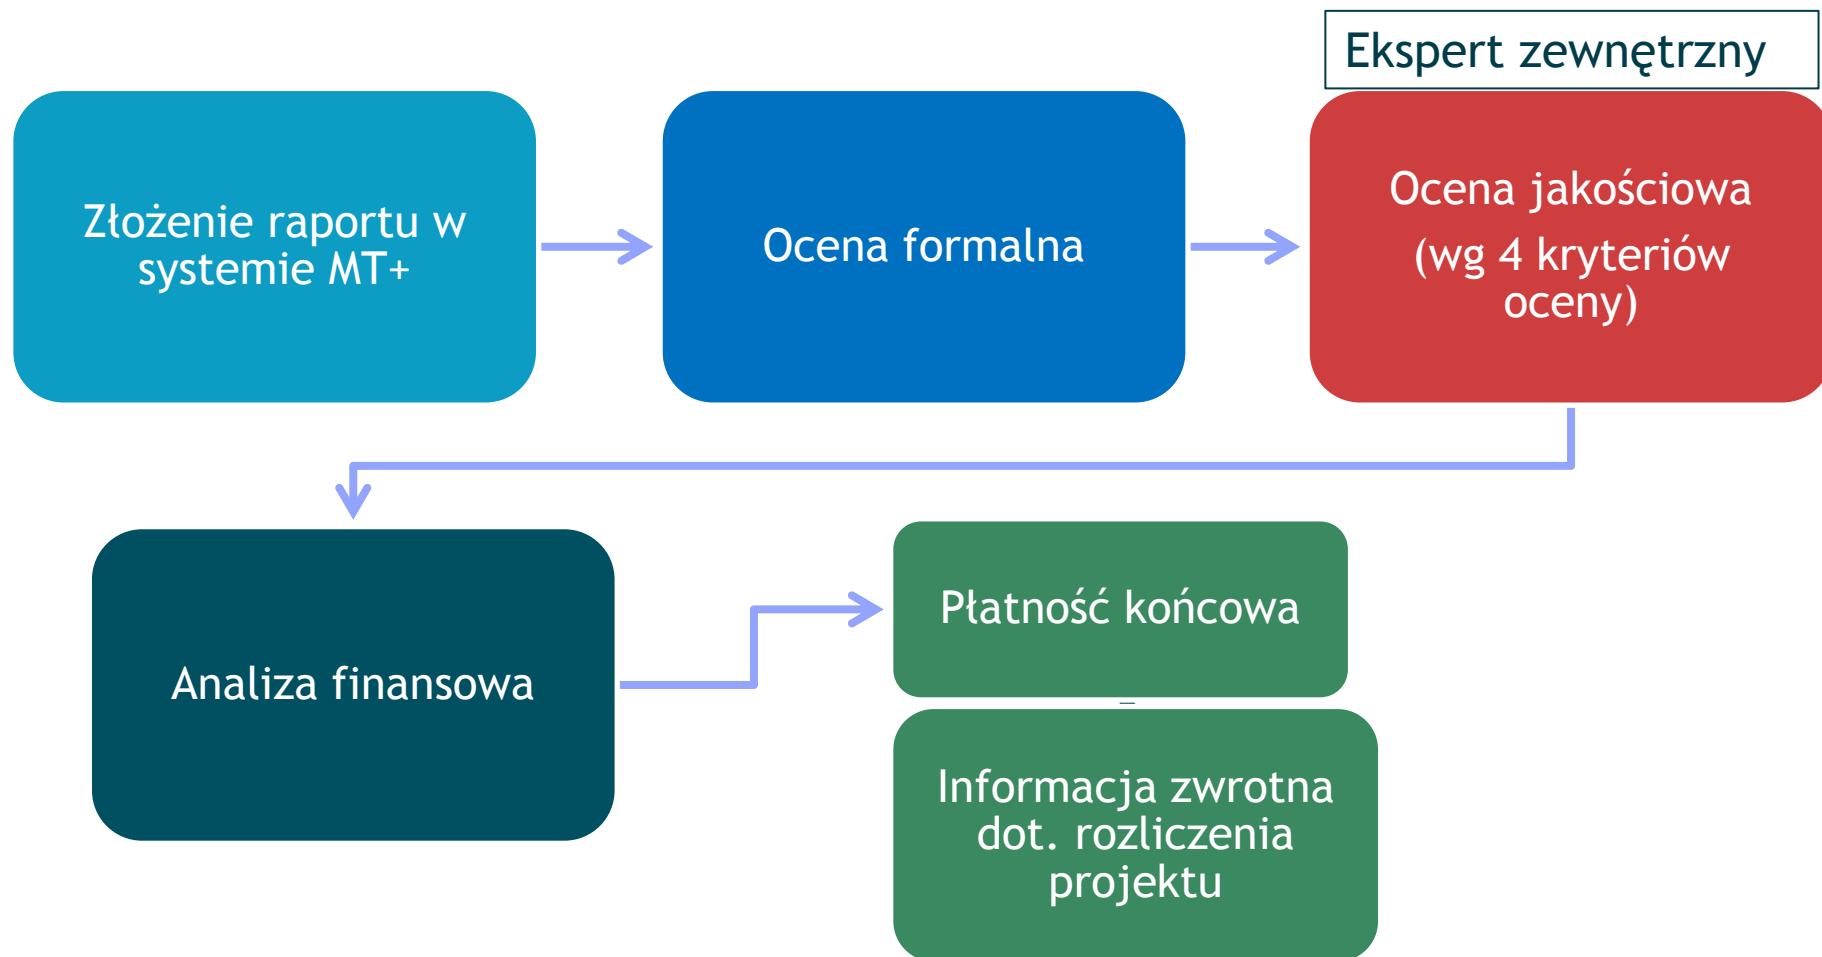 Ekspert zewnętrzny
Złożenie raportu w
systemie MT+
Ocena formalna
Ocena jakościowa
(wg 4 kryteriów
oceny)
Analiza finansowa
Płatność końcowa
Informacja zwrotna
dot. rozliczenia
projektu